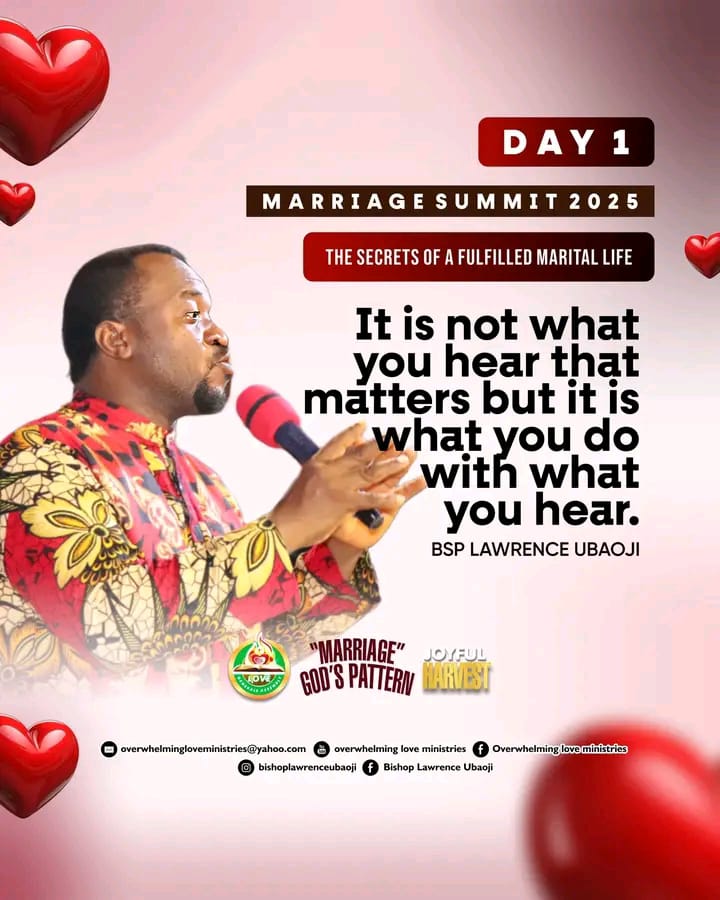 DAY 1
MARRIAGE SUMMIT 2025
THE SECRETS OF A FULFILLED MARITAL LIFE
It is not what
you hear that
matters but it is
what you do
with what
you hear.
BSP LAWRENCE UBAOJI
LOVE
"MARRIAGE"
GOD'S PATTERN
JOYFUL
HARVEST
overwhelmingloveministries@yahoo.com overwhelming love ministries Overwhelming love ministries
bishoplawrenceubaoji Bishop Lawrence Ubaoji